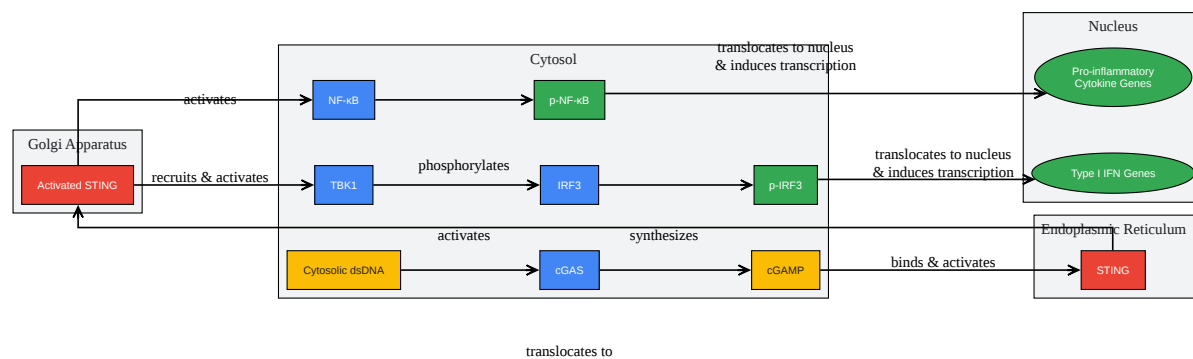 Nucleus
translocates to nucleus
& induces transcription
Cytosol
Pro-inflammatory
Cytokine Genes
activates
NF-κB
p-NF-κB
Golgi Apparatus
translocates to nucleus
& induces transcription
phosphorylates
Activated STING
recruits & activates
TBK1
IRF3
p-IRF3
Type I IFN Genes
Endoplasmic Reticulum
activates
synthesizes
Cytosolic dsDNA
cGAS
cGAMP
binds & activates
STING
translocates to